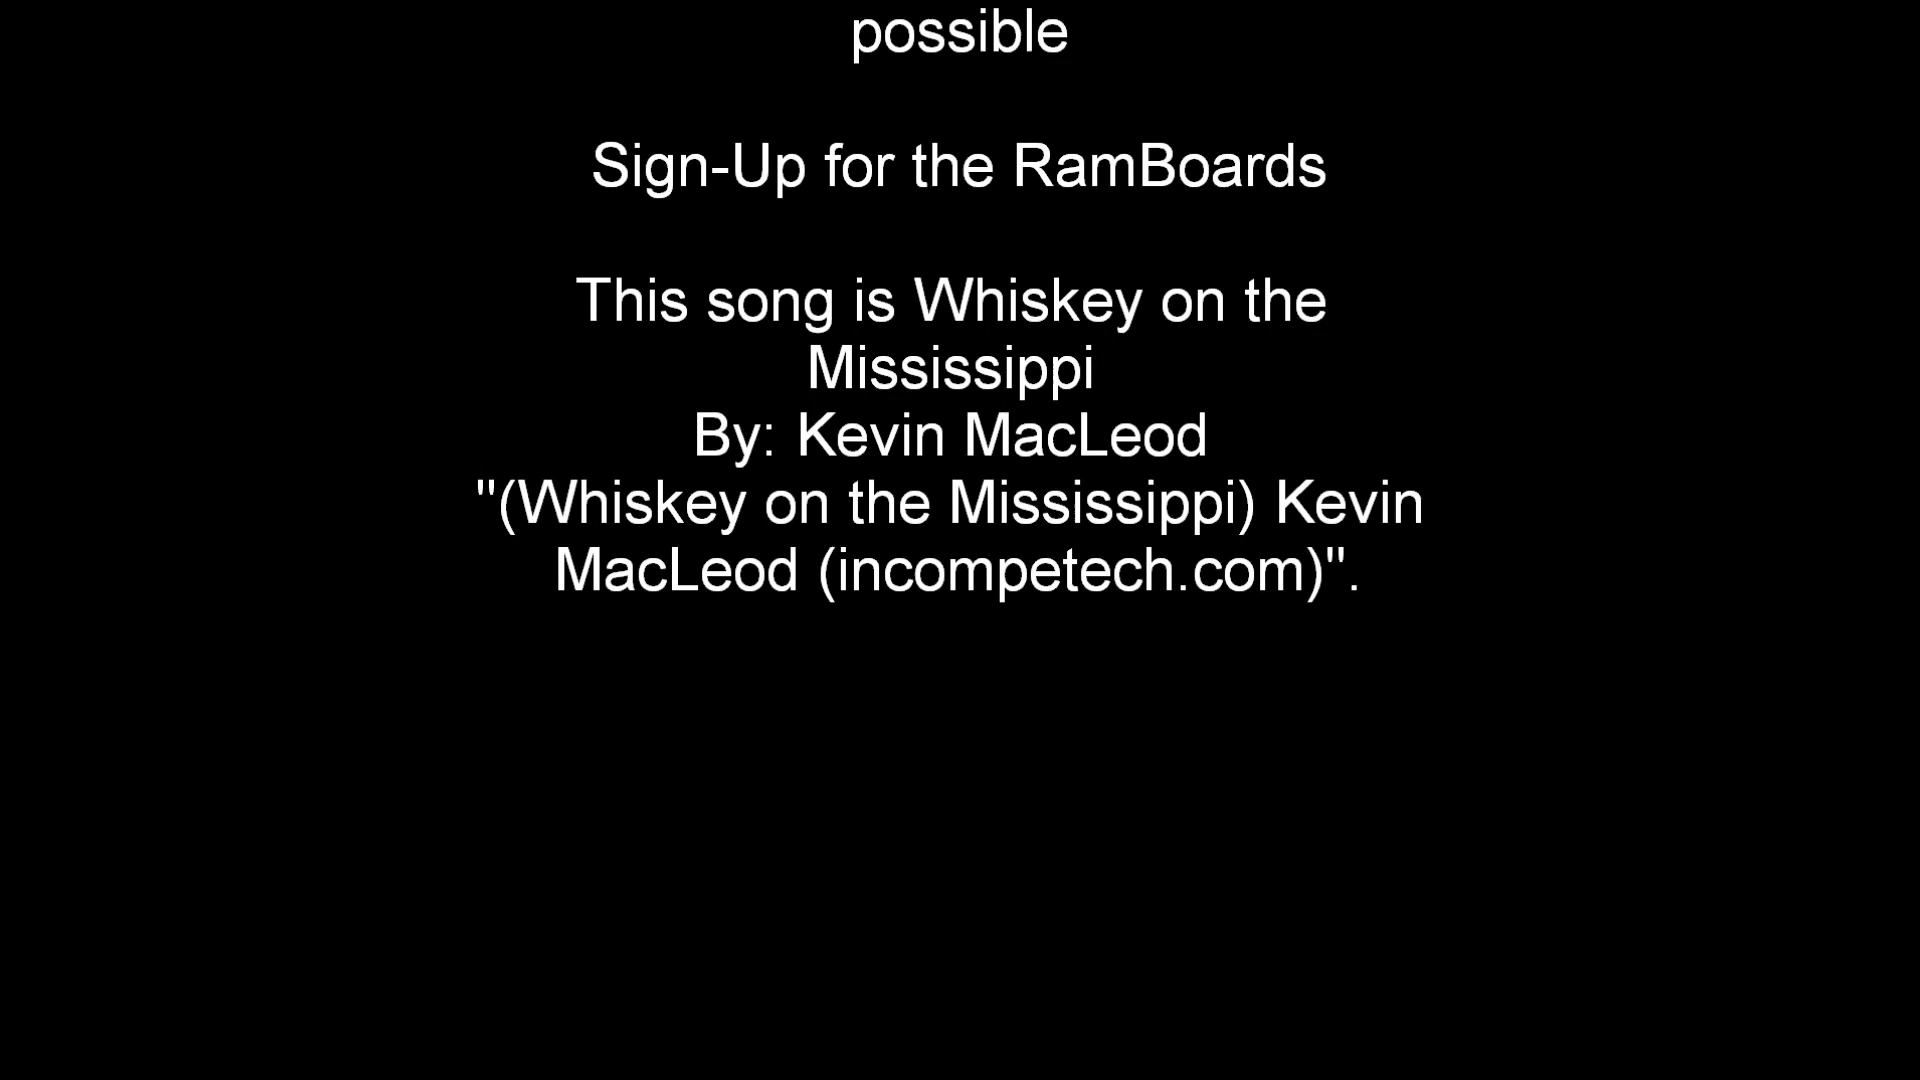 possible
Sign-Up for the RamBoards
This song is Whiskey on the
Mississippi
By: Kevin MacLeod
"(Whiskey on the Mississippi) Kevin
MacLeod (incompetech.com)".